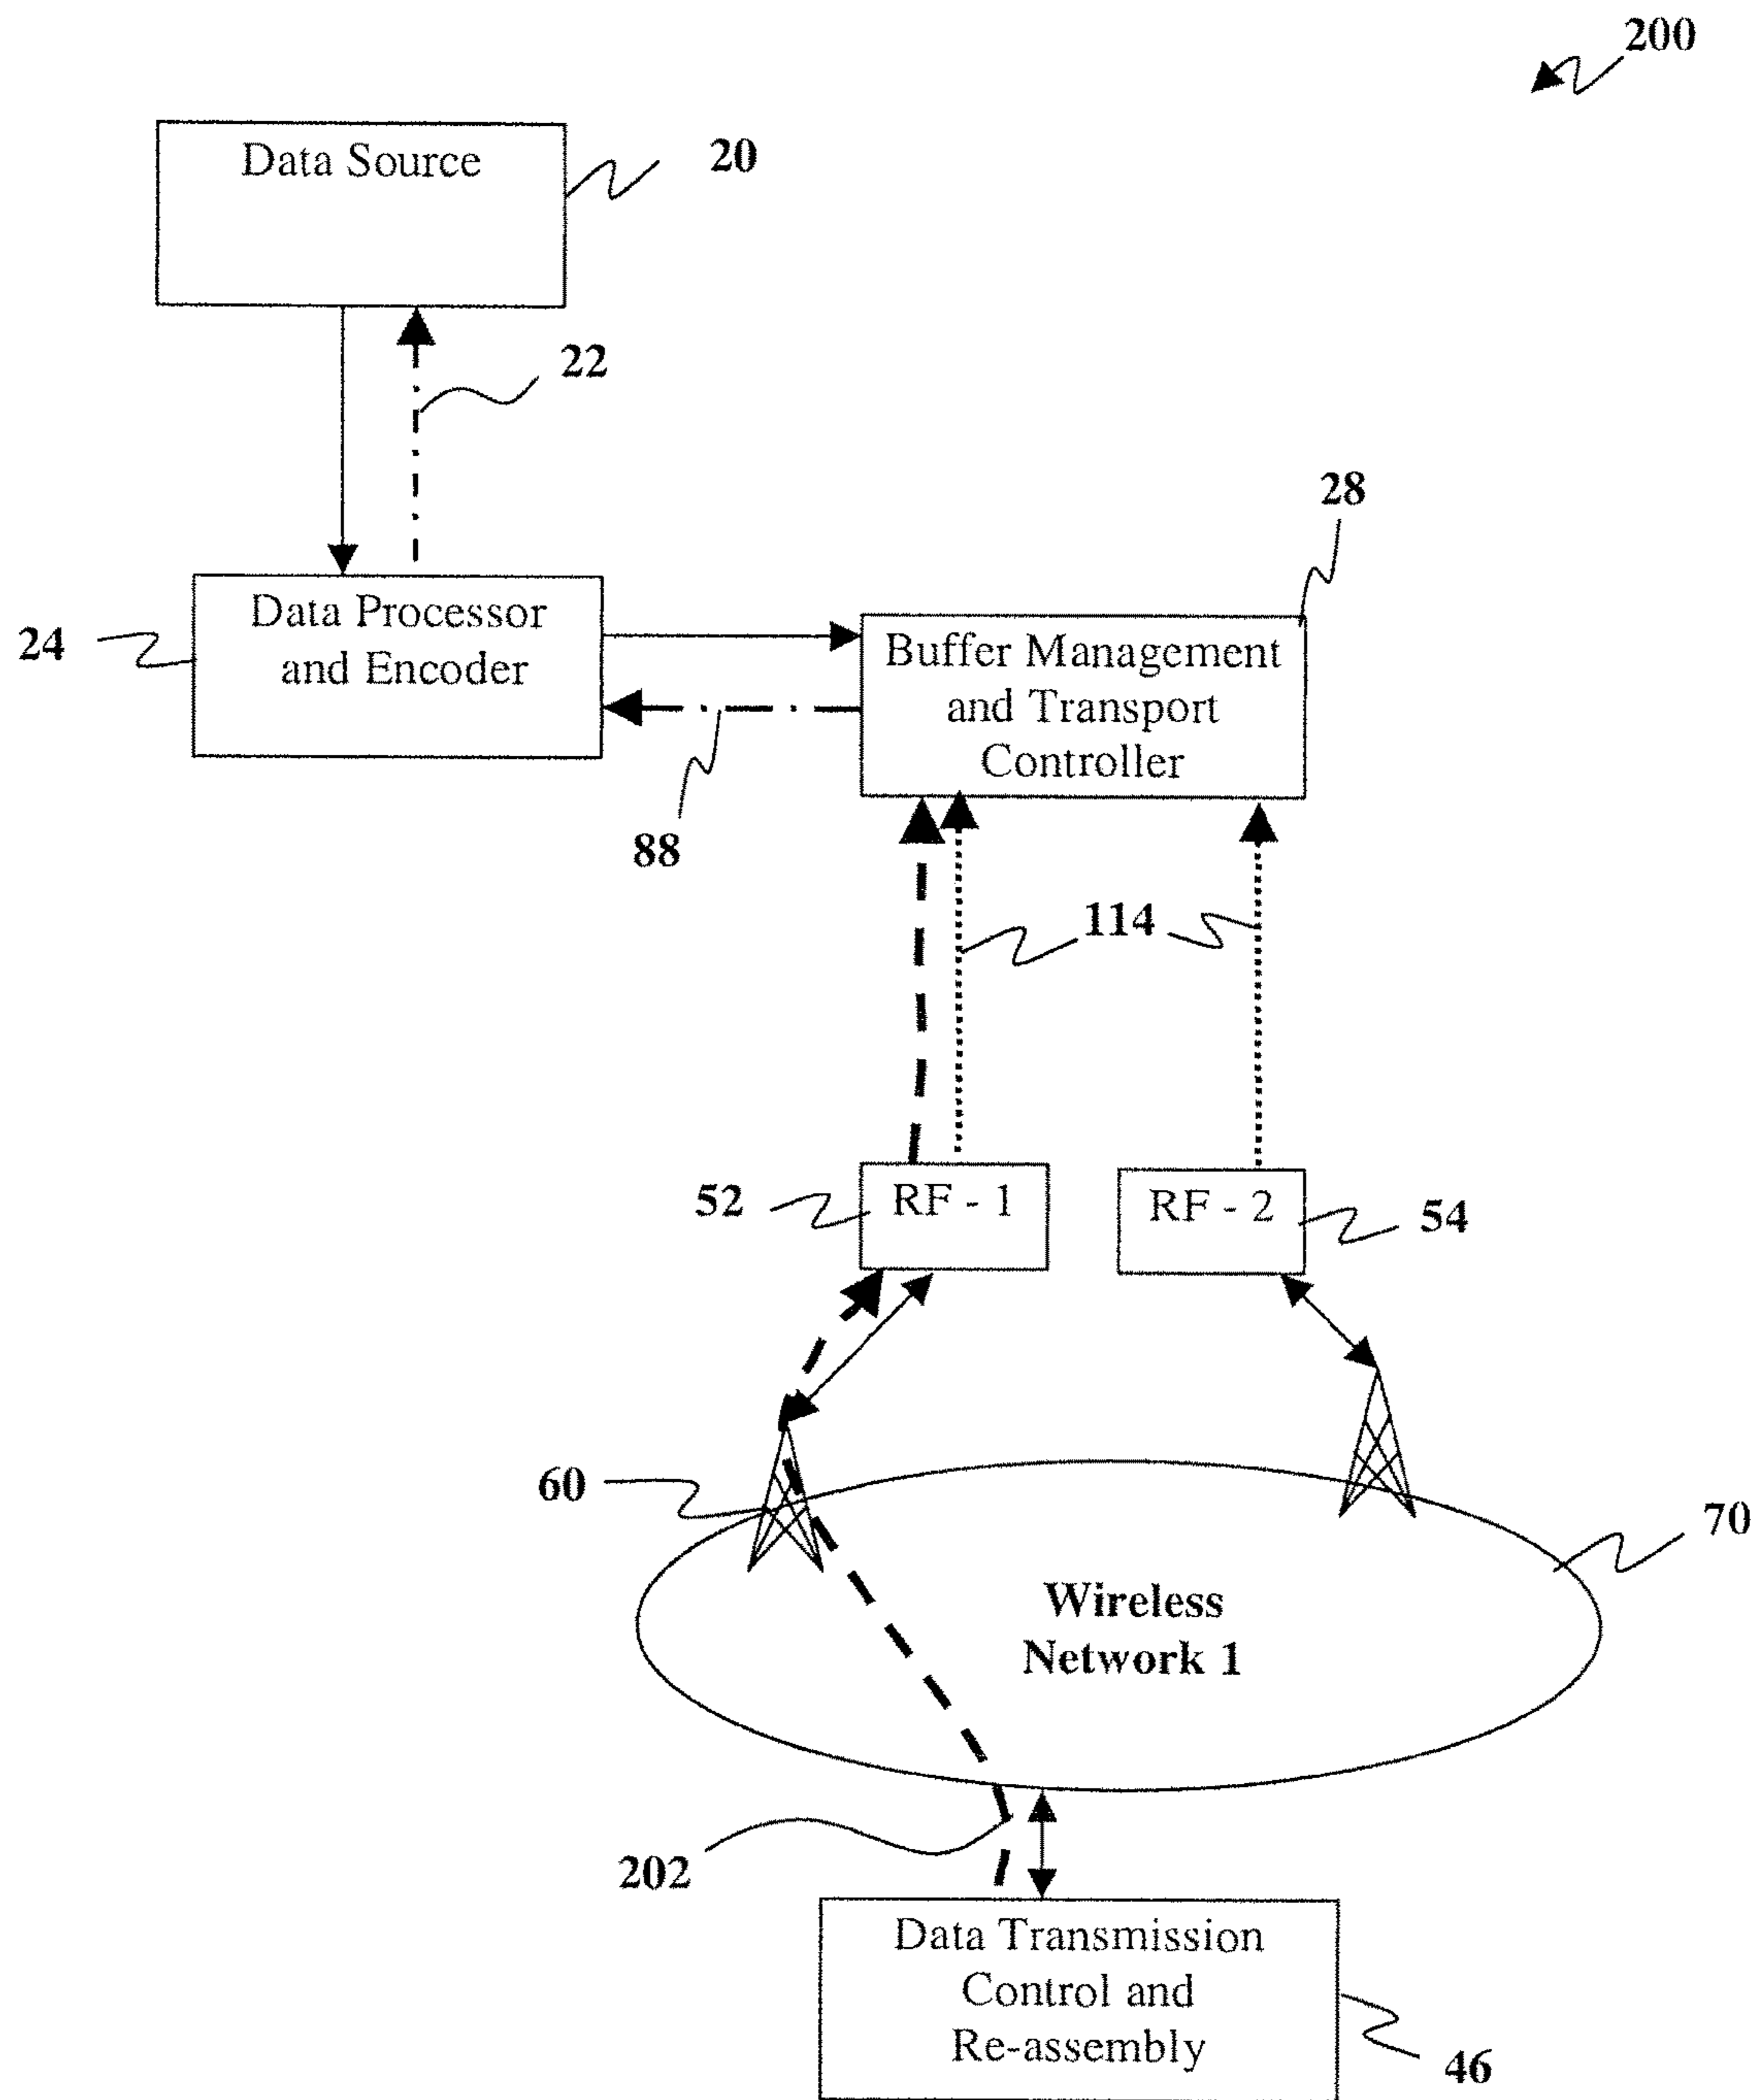 200
Data Source
20
22
28
Data Processor
and Encoder
24
Buffer Management
and Transport
Controller
88
114
52
RF - 1
RF - 2
54
60
70
Wireless
Network 1
202
Data Transmission
Control and
Re-assembly
46